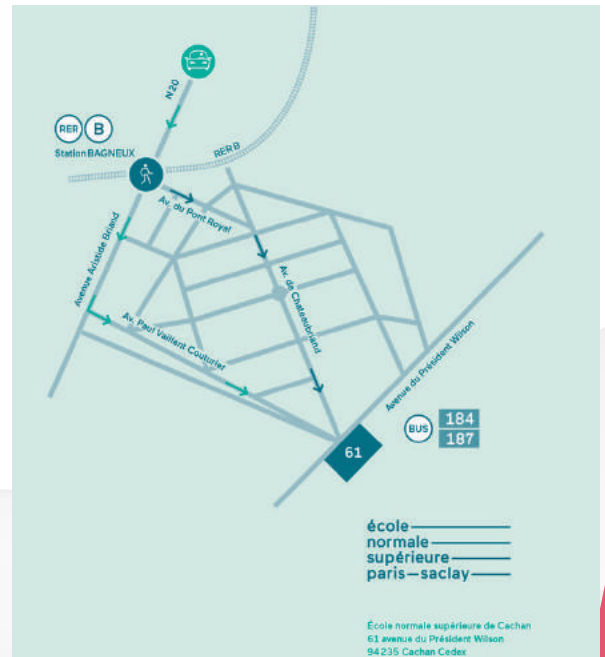 N20
RER B
Station BAGNEUX
RER B
Av. du Pont Royal
Avenue Aristide Briand
Av. de Chateaubriand
Av. Paul Vaillant Couturier
Avenue du Président Wilson
BUS 184
187
61
école
normale
supérieure
paris—saclay
École normale supérieure de Cachan
61 avenue du Président Wilson
94235 Cachan Cedex